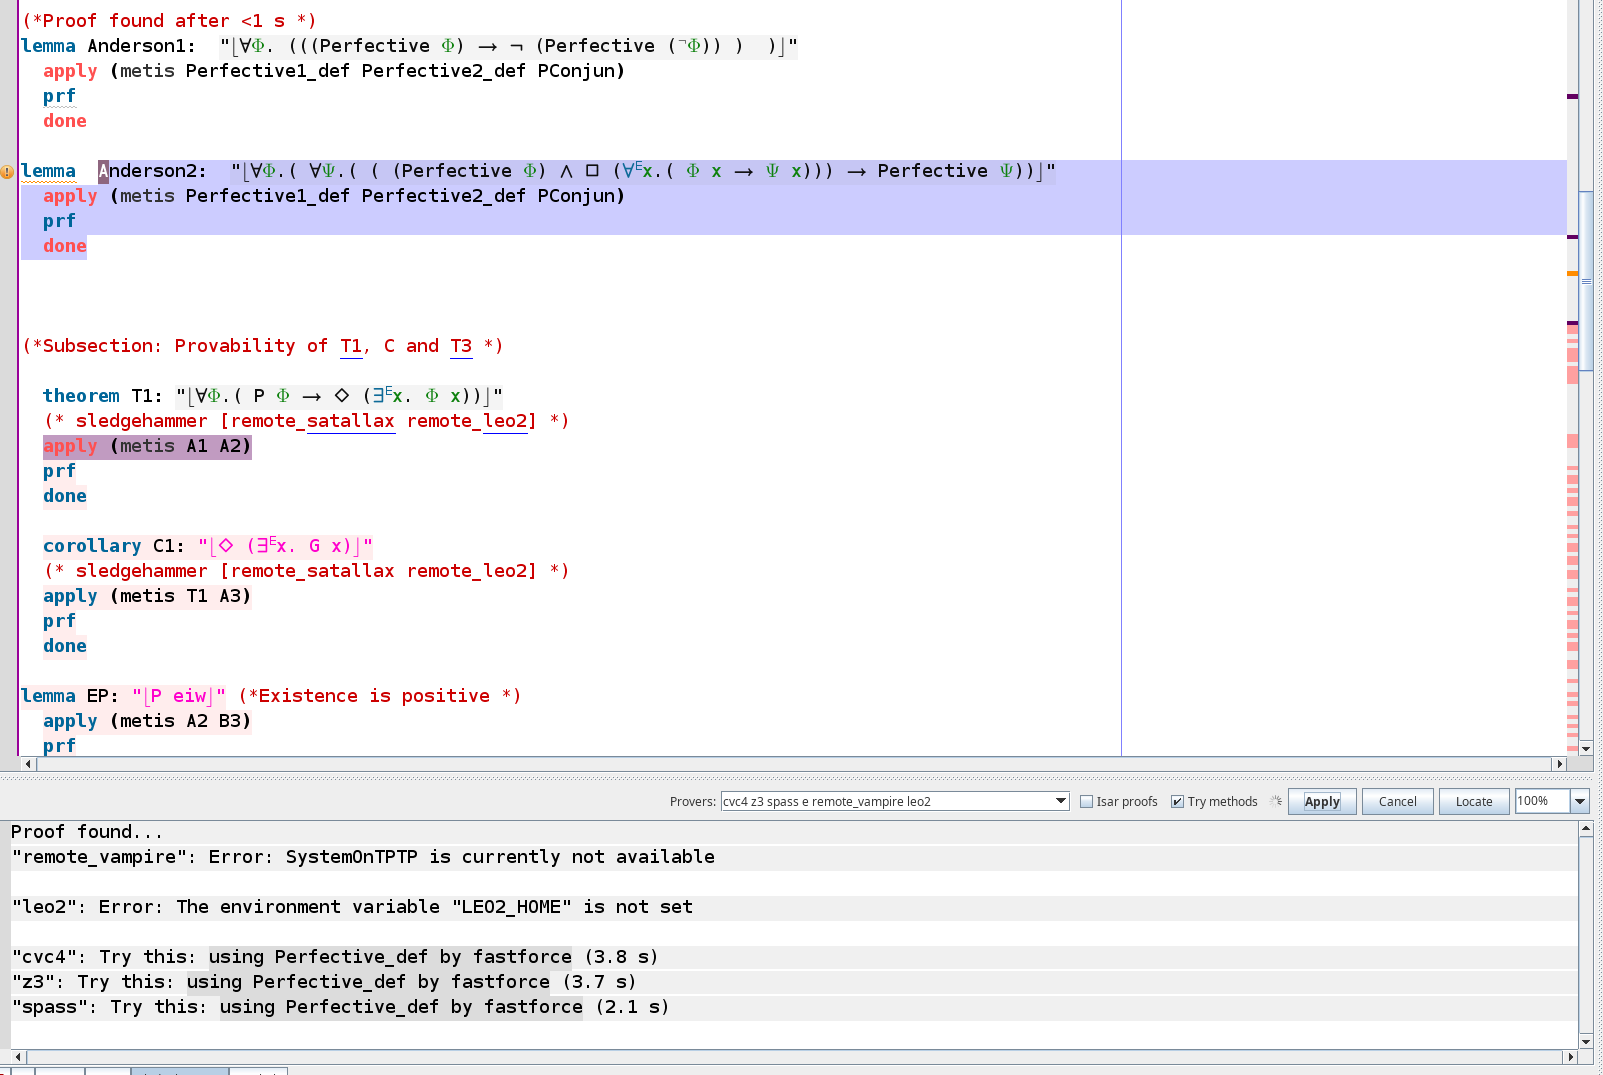 (*Proof found after <1 s *)
lemma Anderson1:  "⌊∀Φ. (((Perfective Φ) ⟶ ¬ (Perfective (¬Φ)) )  )⌋"
apply (metis Perfective1_def Perfective2_def PConjun)
prf
done
lemma  Anderson2:  "⌊∀Φ.( ∀Ψ.( ( (Perfective Φ) ∧ □ (∀ᴱx.( Φ x ⟶ Ψ x))) ⟶ Perfective Ψ))⌋"
apply (metis Perfective1_def Perfective2_def PConjun)
prf
done
(*Subsection: Provability of T1, C and T3 *)
theorem T1: "⌊∀Φ.( P Φ ⟶ ◇ (∃ᴱx. Φ x))⌋"
(* sledgehammer [remote_satallax remote_leo2] *)
apply (metis A1 A2)
prf
done
corollary C1: "⌊◇ (∃ᴱx. G x)⌋"
(* sledgehammer [remote_satallax remote_leo2] *)
apply (metis T1 A3)
prf
done
lemma EP: "⌊P eiw⌋" (*Existence is positive *)
apply (metis A2 B3)
prf
Provers: cvc4 z3 spass e remote_vampire leo2 Isar proofs Try methods Apply Cancel Locate 100%
Proof found...
"remote_vampire": Error: SystemOnTPTP is currently not available
"leo2": Error: The environment variable "LEO2_HOME" is not set
"cvc4": Try this: using Perfective_def by fastforce (3.8 s)
"z3": Try this: using Perfective_def by fastforce (3.7 s)
"spass": Try this: using Perfective_def by fastforce (2.1 s)